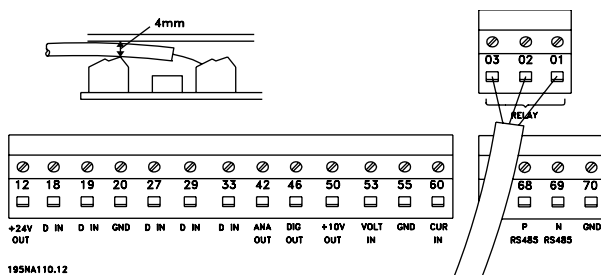 4mm
03 02 01
RELAY
12 18 19 20 27 29 33 42 46 50 53 55 60
+24V OUT D IN D IN GND D IN D IN D IN ANA OUT DIG OUT +10V OUT VOLT IN GND CUR IN
68 69 70
P RS485 N RS485 GND
195NA110.12